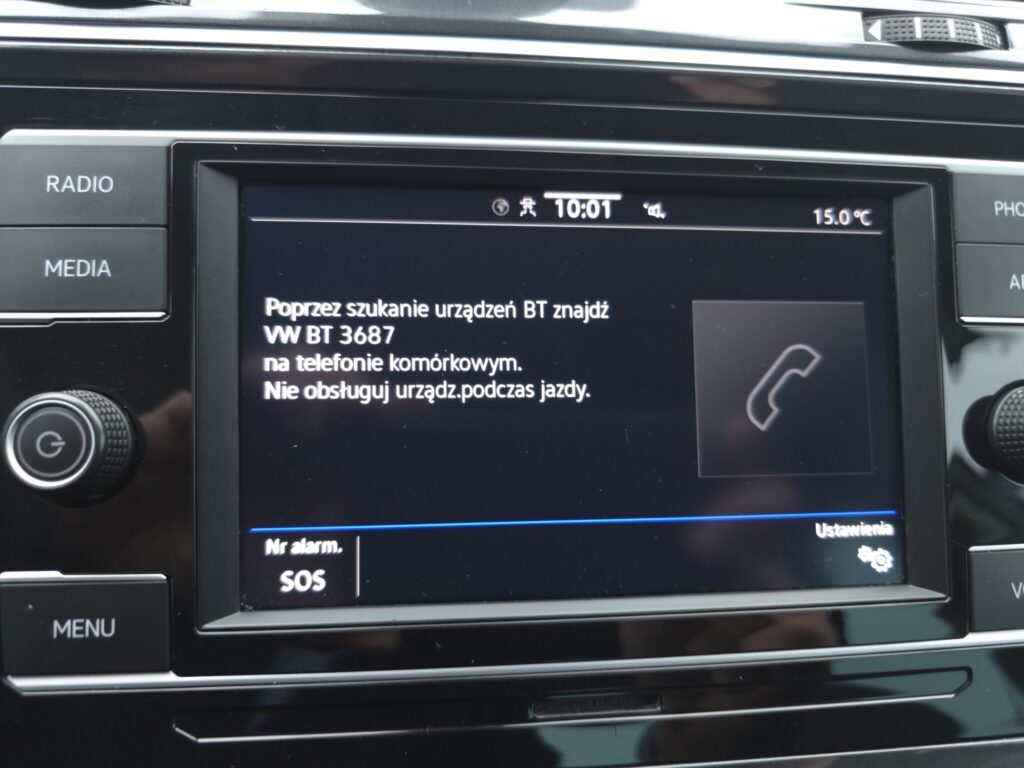 RADIO
MEDIA
MENU
10:01
15.0 °C
Poprzez szukanie urządzeń BT znajdź
VW BT 3687
na telefonie komórkowym.
Nie obsługuj urządz.podczas jazdy.
Nr alarm.
SOS
Ustawienia
PHO